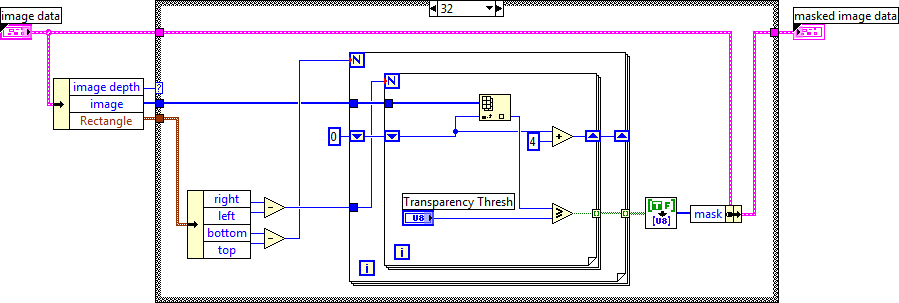 image data
32
masked image data
N
image depth
?
N
image
Rectangle
0
4
right
left
bottom
top
Transparency Thresh
U8
T F
[U8]
mask
i
i